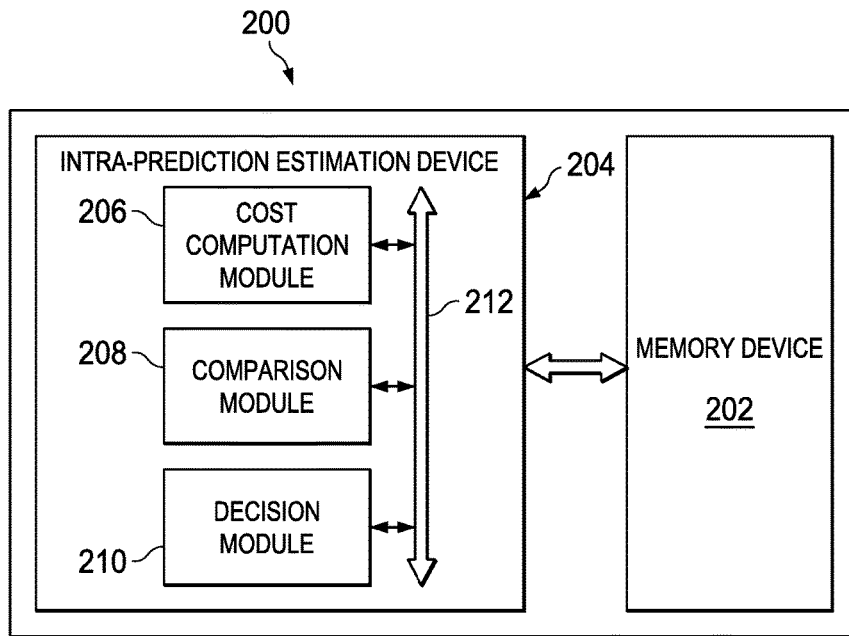 200
INTRA-PREDICTION ESTIMATION DEVICE
204
206
COST
COMPUTATION
MODULE
212
208
COMPARISON
MODULE
MEMORY DEVICE
202
210
DECISION
MODULE